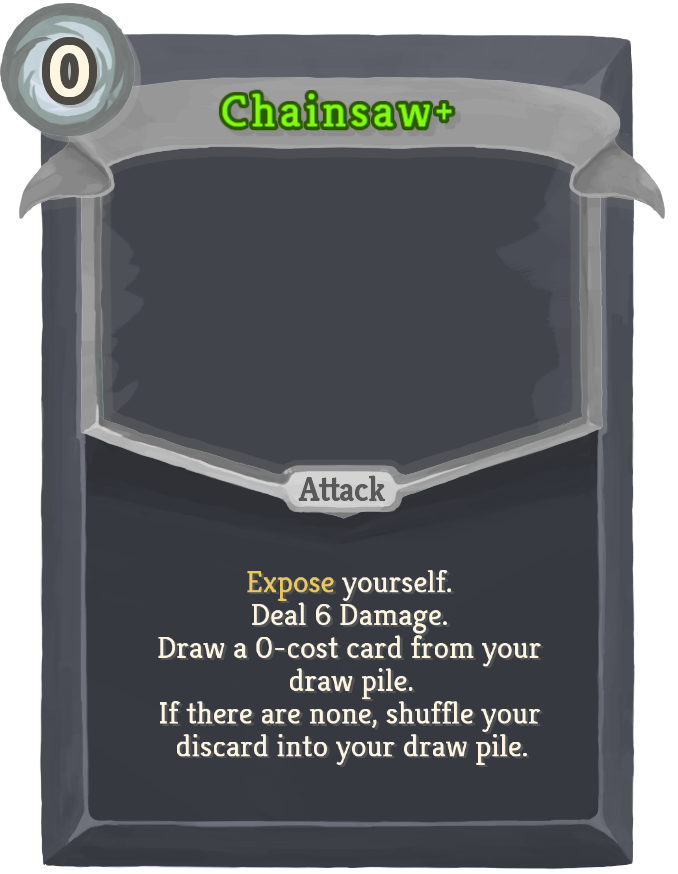 0
Chainsaw+
Attack
Expose yourself.
Deal 6 Damage.
Draw a 0-cost card from your
draw pile.
If there are none, shuffle your
discard into your draw pile.